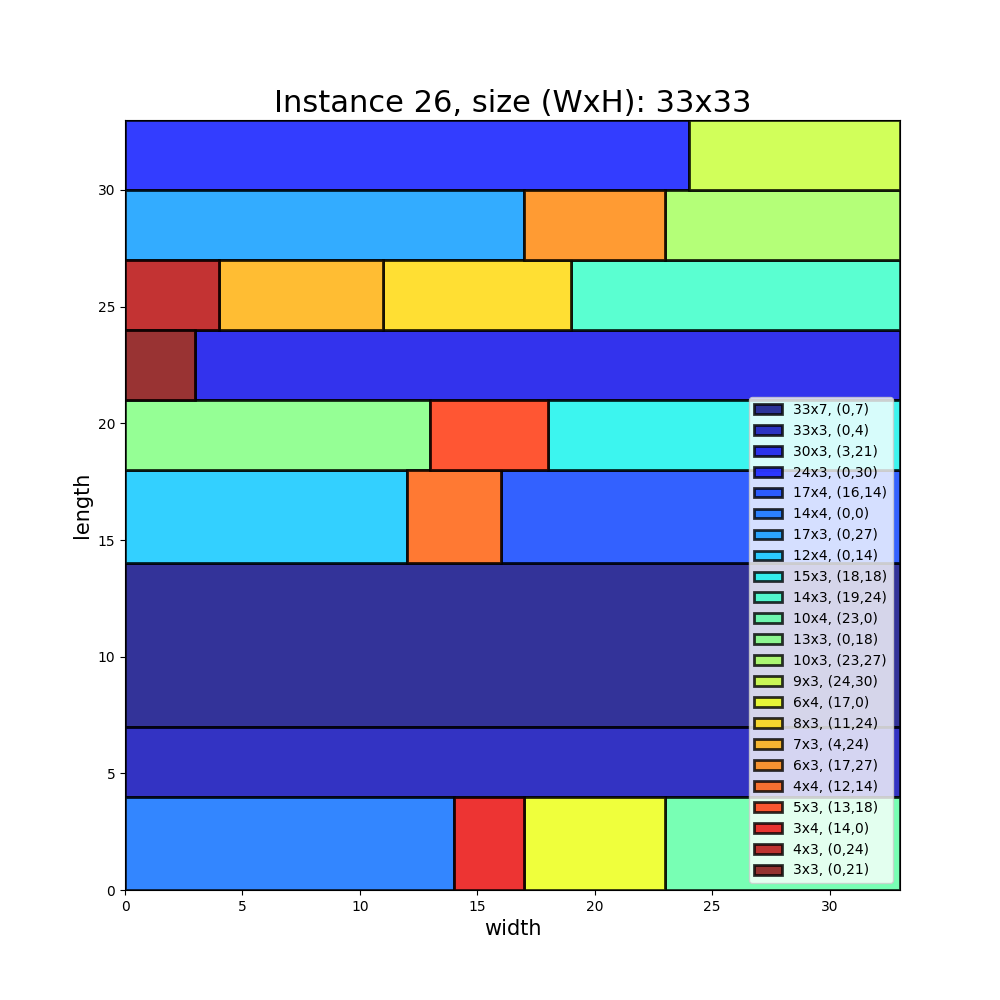 Instance 26, size (WxH): 33x33
length
30
25
20
15
10
5
0
0 5 10 15 20 25 30
width
33x7, (0,7)
33x3, (0,4)
30x3, (3,21)
24x3, (0,30)
17x4, (16,14)
14x4, (0,0)
17x3, (0,27)
12x4, (0,14)
15x3, (18,18)
14x3, (19,24)
10x4, (23,0)
13x3, (0,18)
10x3, (23,27)
9x3, (24,30)
6x4, (17,0)
8x3, (11,24)
7x3, (4,24)
6x3, (17,27)
4x4, (12,14)
5x3, (13,18)
3x4, (14,0)
4x3, (0,24)
3x3, (0,21)